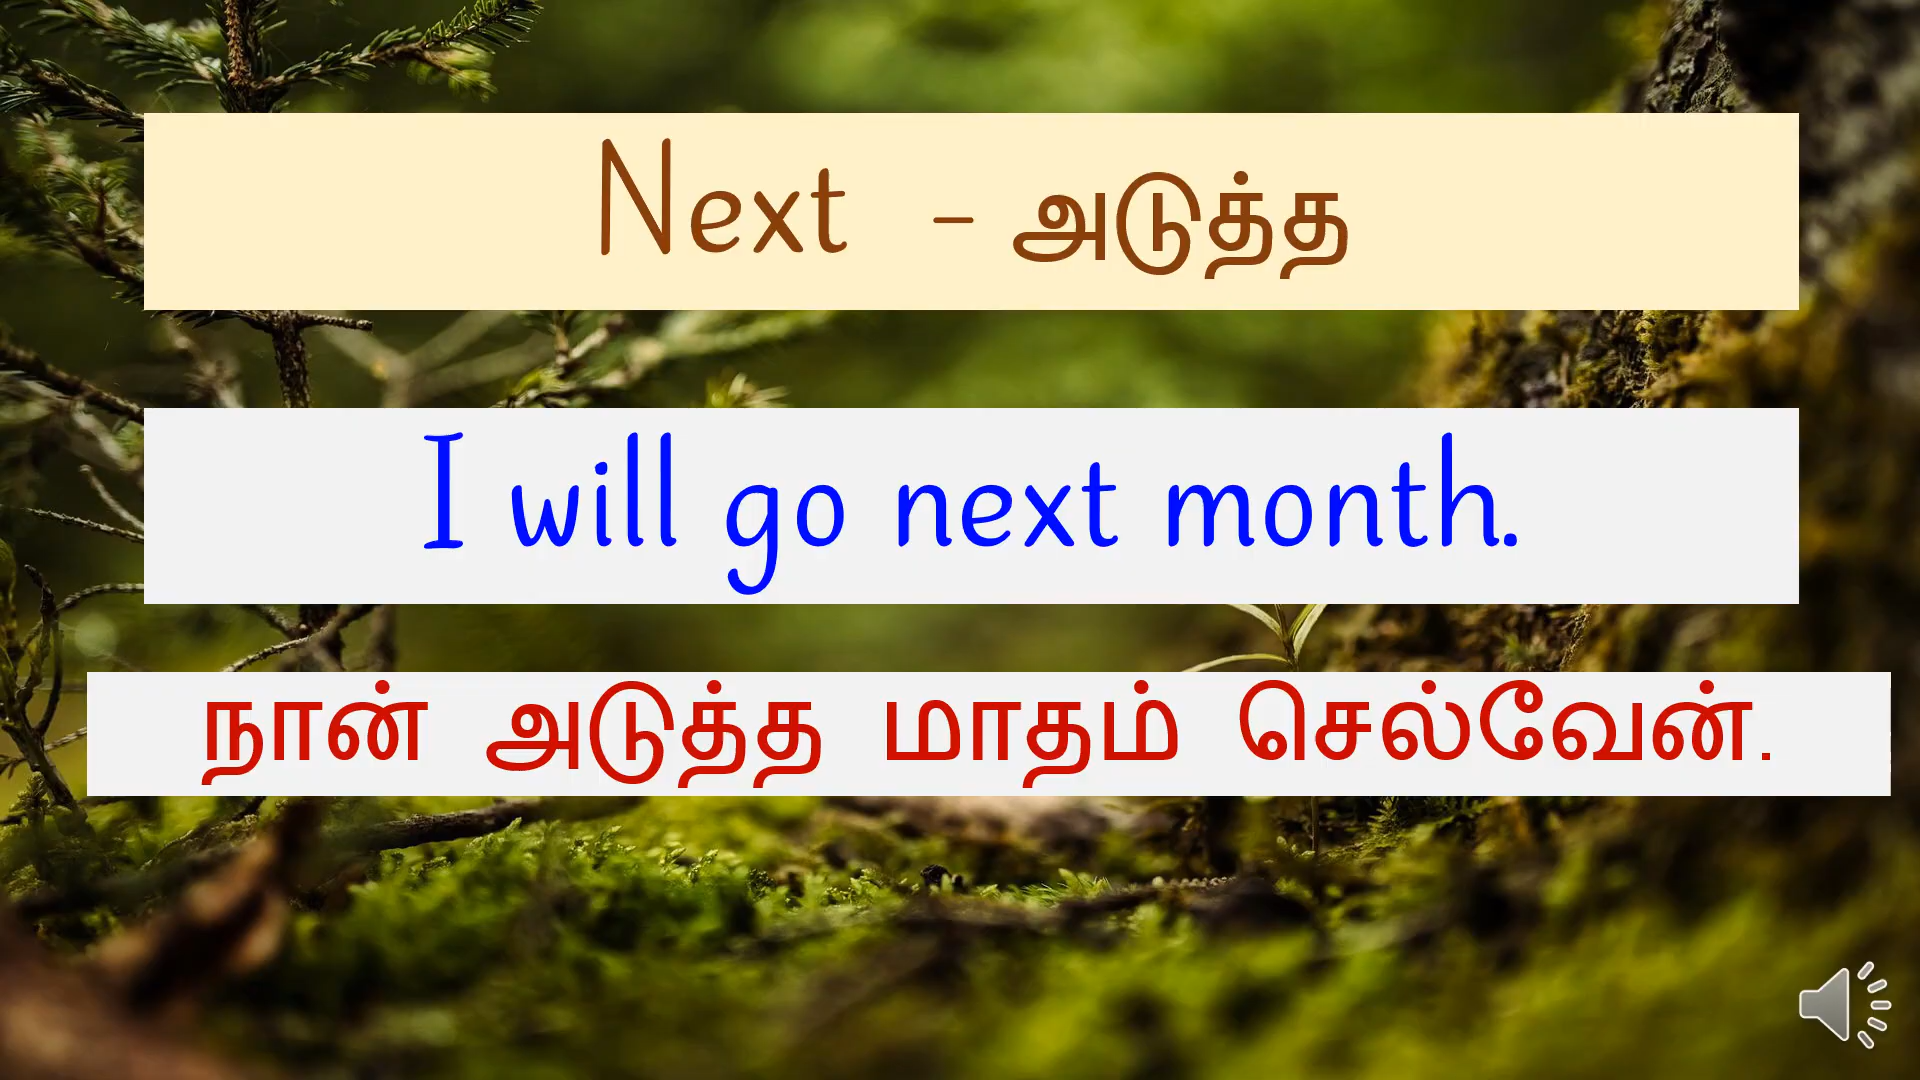 Next - அடுத்த
I will go next month.
நான் அடுத்த மாதம் செல்வேன்.